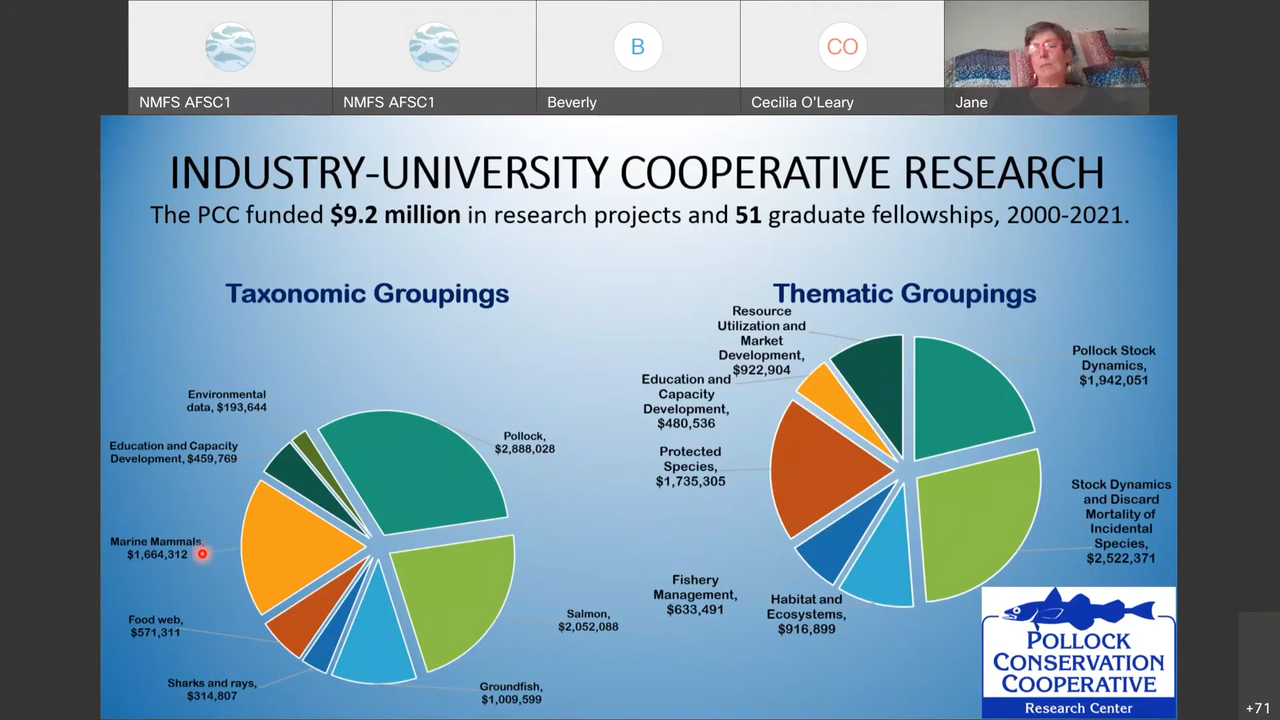 NMFS AFSC1
NMFS AFSC1
B
Beverly
CO
Cecilia O'Leary
Jane
INDUSTRY-UNIVERSITY COOPERATIVE RESEARCH
The PCC funded $9.2 million in research projects and 51 graduate fellowships, 2000-2021.
Taxonomic Groupings
Environmental
data, $193,644
Education and Capacity
Development, $459,769
Marine Mammals,
$1,664,312
Food web,
$571,311
Sharks and rays,
$314,807
Pollock,
$2,888,028
Salmon,
$2,052,088
Groundfish,
$1,009,599
Thematic Groupings
Resource
Utilization and
Market
Development,
$922,904
Education and
Capacity
Development,
$480,536
Protected
Species,
$1,735,305
Fishery
Management,
$633,491
Habitat and
Ecosystems,
$916,899
Pollock Stock
Dynamics,
$1,942,051
Stock Dynamics
and Discard
Mortality of
Incidental
Species,
$2,522,371
POLLOCK
CONSERVATION
COOPERATIVE
Research Center
+71